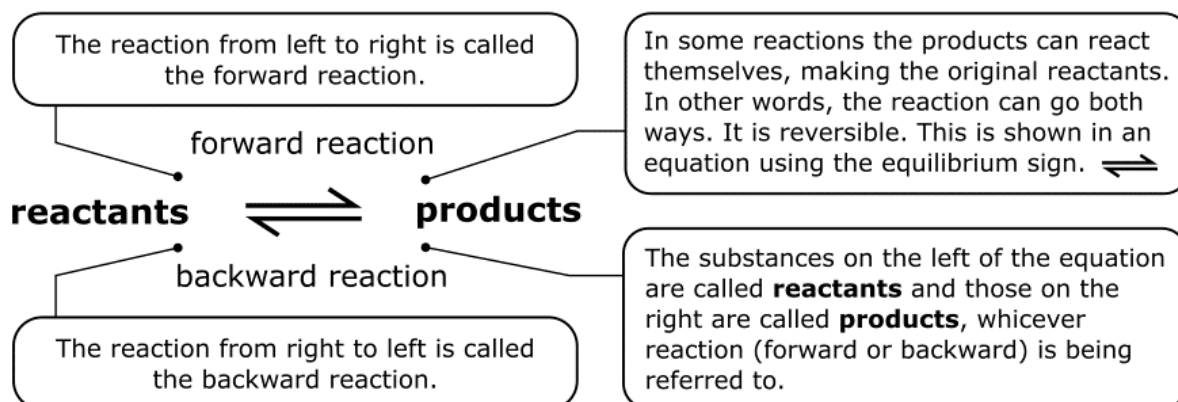 The reaction from left to right is called
the forward reaction.
In some reactions the products can react
themselves, making the original reactants.
In other words, the reaction can go both
ways. It is reversible. This is shown in an
equation using the equilibrium sign. ⇌
forward reaction
reactants ⇌ products
backward reaction
The substances on the left of the equation
are called reactants and those on the
right are called products, whicever
reaction (forward or backward) is being
referred to.
The reaction from right to left is called
the backward reaction.